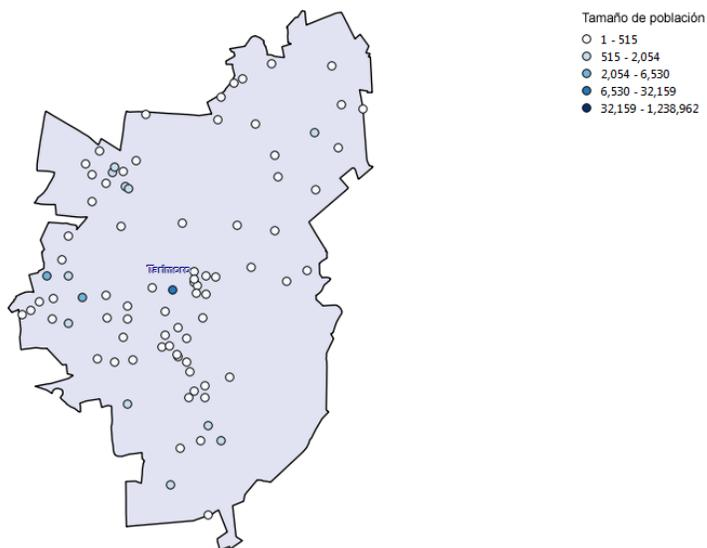 Tamaño de población
1 - 515
515 - 2,054
2,054 - 6,530
6,530 - 32,159
32,159 - 1,238,962
Tarimoro